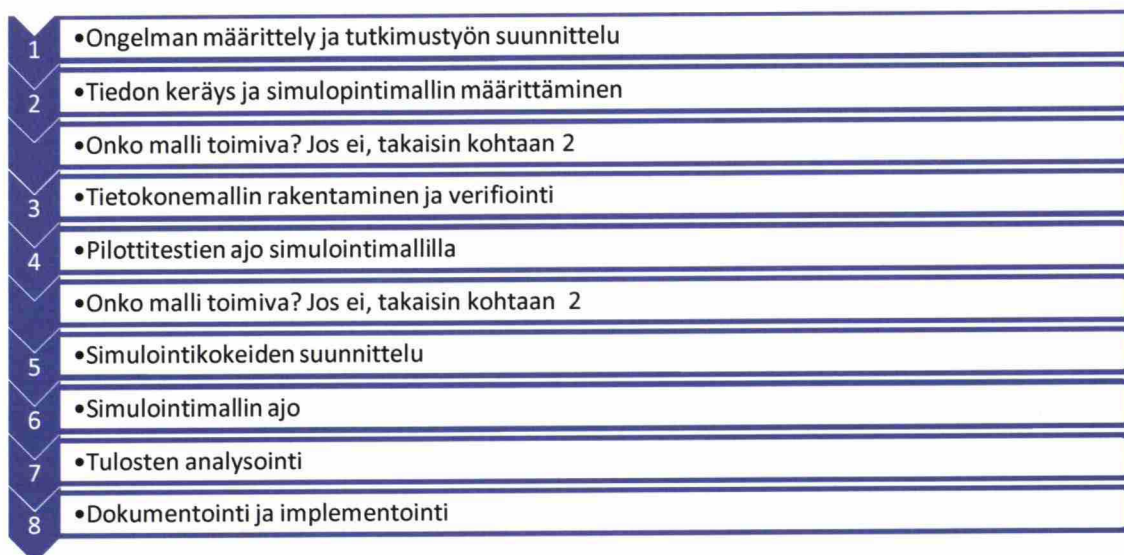 1 •Ongelman määrittely ja tutkimustyön suunnittelu
2 •Tiedon keräys ja simulopintimallin määrittäminen
•Onko malli toimiva? Jos ei, takaisin kohtaan 2
3 •Tietokonemallin rakentaminen ja verifiointi
4 •Pilottitestien ajo simulointimallilla
•Onko malli toimiva? Jos ei, takaisin kohtaan 2
5 •Simulointikokeiden suunnittelu
6 •Simulointimallin ajo
7 •Tulosten analysointi
8 •Dokumentointi ja implementointi